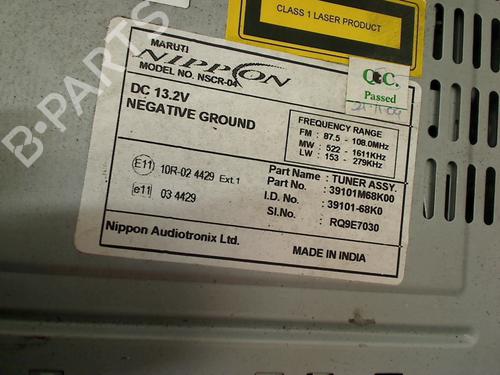 CLASS 1 LASER PRODUCT
MARUTI
NIPPON
MODEL NO. NSCR-04
Q.C.
Passed
DC 13.2V
NEGATIVE GROUND
FREQUENCY RANGE
FM : 87.5 - 108.0MHz
MW : 522 - 1611KHz
LW : 153 - 279KHz
E11 10R-02 4429 Ext.1
e11 03 4429
Part Name : TUNER ASSY.
Part No. : 39101M68K00
I.D. No. : 39101-68K0
Sl.No. : RQ9E7030
Nippon Audiotronix Ltd.
MADE IN INDIA
B-PARTS